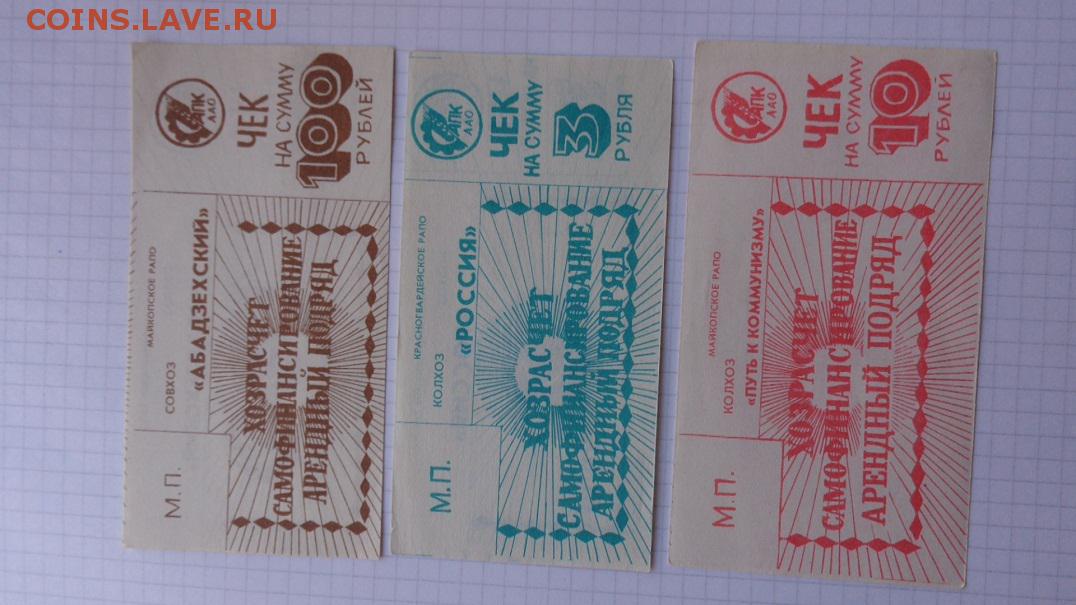 COINS.LAVE.РУ
АПК
ААО
ЧЕК
НА СУММУ
100
РУБЛЕЙ
МАЙКОПСКОЕ РАПО
СОВХОЗ
«АБАДЗЕХСКИЙ»
М.П.
ХОЗРАСЧЕТ
САМОФИНАНСИРОВАНИЕ
АРЕНДНЫЙ ПОДРЯД
АПК
ААО
ЧЕК
НА СУММУ
3
РУБЛЯ
КРАСНОГВАРДЕЙСКОЕ РАПО
КОЛХОЗ
«РОССИЯ»
М.П.
ХОЗРАСЧЕТ
САМОФИНАНСИРОВАНИЕ
АРЕНДНЫЙ ПОДРЯД
АПК
ААО
ЧЕК
НА СУММУ
10
РУБЛЕЙ
МАЙКОПСКОЕ РАПО
КОЛХОЗ
«ПУТЬ К КОММУНИЗМУ»
М.П.
ХОЗРАСЧЕТ
САМОФИНАНСИРОВАНИЕ
АРЕНДНЫЙ ПОДРЯД